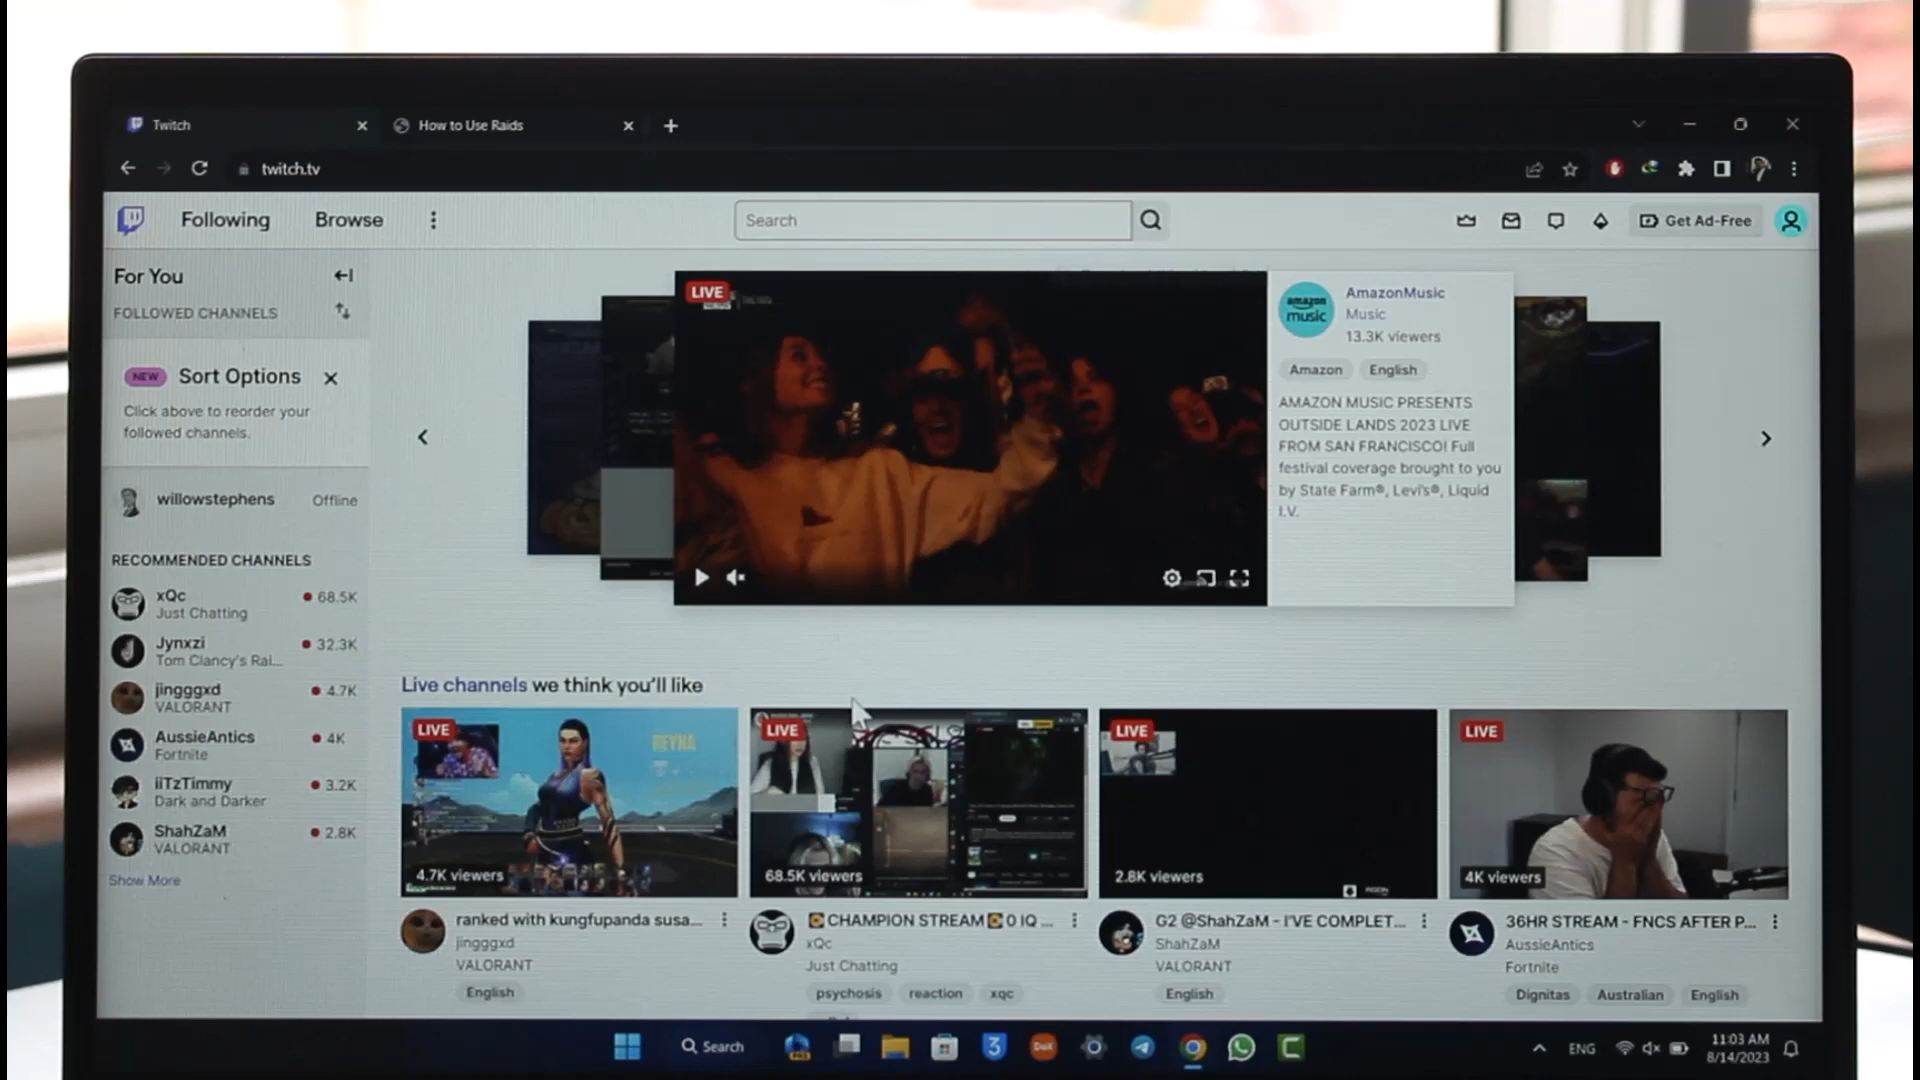 Twitch
How to Use Raids
twitch.tv
Following
Browse
Search
Get Ad-Free
For You
FOLLOWED CHANNELS
NEW Sort Options
Click above to reorder your
followed channels.
willowstephens Offline
RECOMMENDED CHANNELS
xQc 68.5K
Just Chatting
Jynxzi 32.3K
Tom Clancy's Rai...
jingggxd 4.7K
VALORANT
AussieAntics 4K
Fortnite
iiTzTimmy 3.2K
Dark and Darker
ShahZaM 2.8K
VALORANT
Show More
LIVE
amazon
music
AmazonMusic
Music
13.3K viewers
Amazon English
AMAZON MUSIC PRESENTS
OUTSIDE LANDS 2023 LIVE
FROM SAN FRANCISCO! Full
festival coverage brought to you
by State Farm®, Levi's®, Liquid
I.V.
Live channels we think you'll like
LIVE
REYNA
4.7K viewers
ranked with kungfupanda susa...
jingggxd
VALORANT
English
LIVE
68.5K viewers
CHAMPION STREAM 0 IQ ...
xQc
Just Chatting
psychosis reaction xqc
LIVE
2.8K viewers
G2 @ShahZaM - I'VE COMPLET...
ShahZaM
VALORANT
English
LIVE
4K viewers
36HR STREAM - FNCS AFTER P...
AussieAntics
Fortnite
Dignitas Australian English
Search
ENG
11:03 AM
8/14/2023